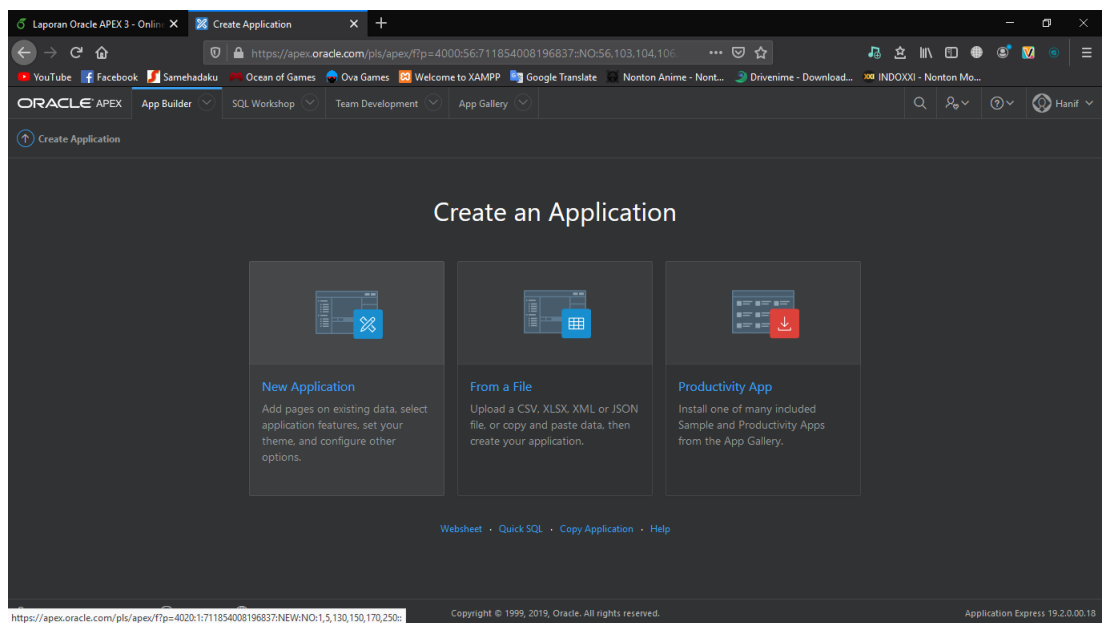 Laporan Oracle APEX 3 - Onlin
Create Application
https://apex.oracle.com/pls/apex/f?p=4000:56:711854008196837::NO:56,103,104,106.
YouTube Facebook Samehadaku Ocean of Games Ova Games Welcome to XAMPP Google Translate Nonton Anime - Nont... Drivenime - Download... INDOXXI - Nonton Mo...
ORACLE APEX App Builder SQL Workshop Team Development App Gallery Hanif
Create Application
Create an Application
New Application
Add pages on existing data, select
application features, set your
theme, and configure other
options.
From a File
Upload a CSV, XLSX, XML or JSON
file, or copy and paste data, then
create your application.
Productivity App
Install one of many included
Sample and Productivity Apps
from the App Gallery.
Websheet · Quick SQL · Copy Application · Help
https://apex.oracle.com/pls/apex/f?p=4020:1:711854008196837:NEW:NO:1,5,130,150,170,250::
Copyright © 1999, 2019, Oracle. All rights reserved.
Application Express 19.2.0.00.18